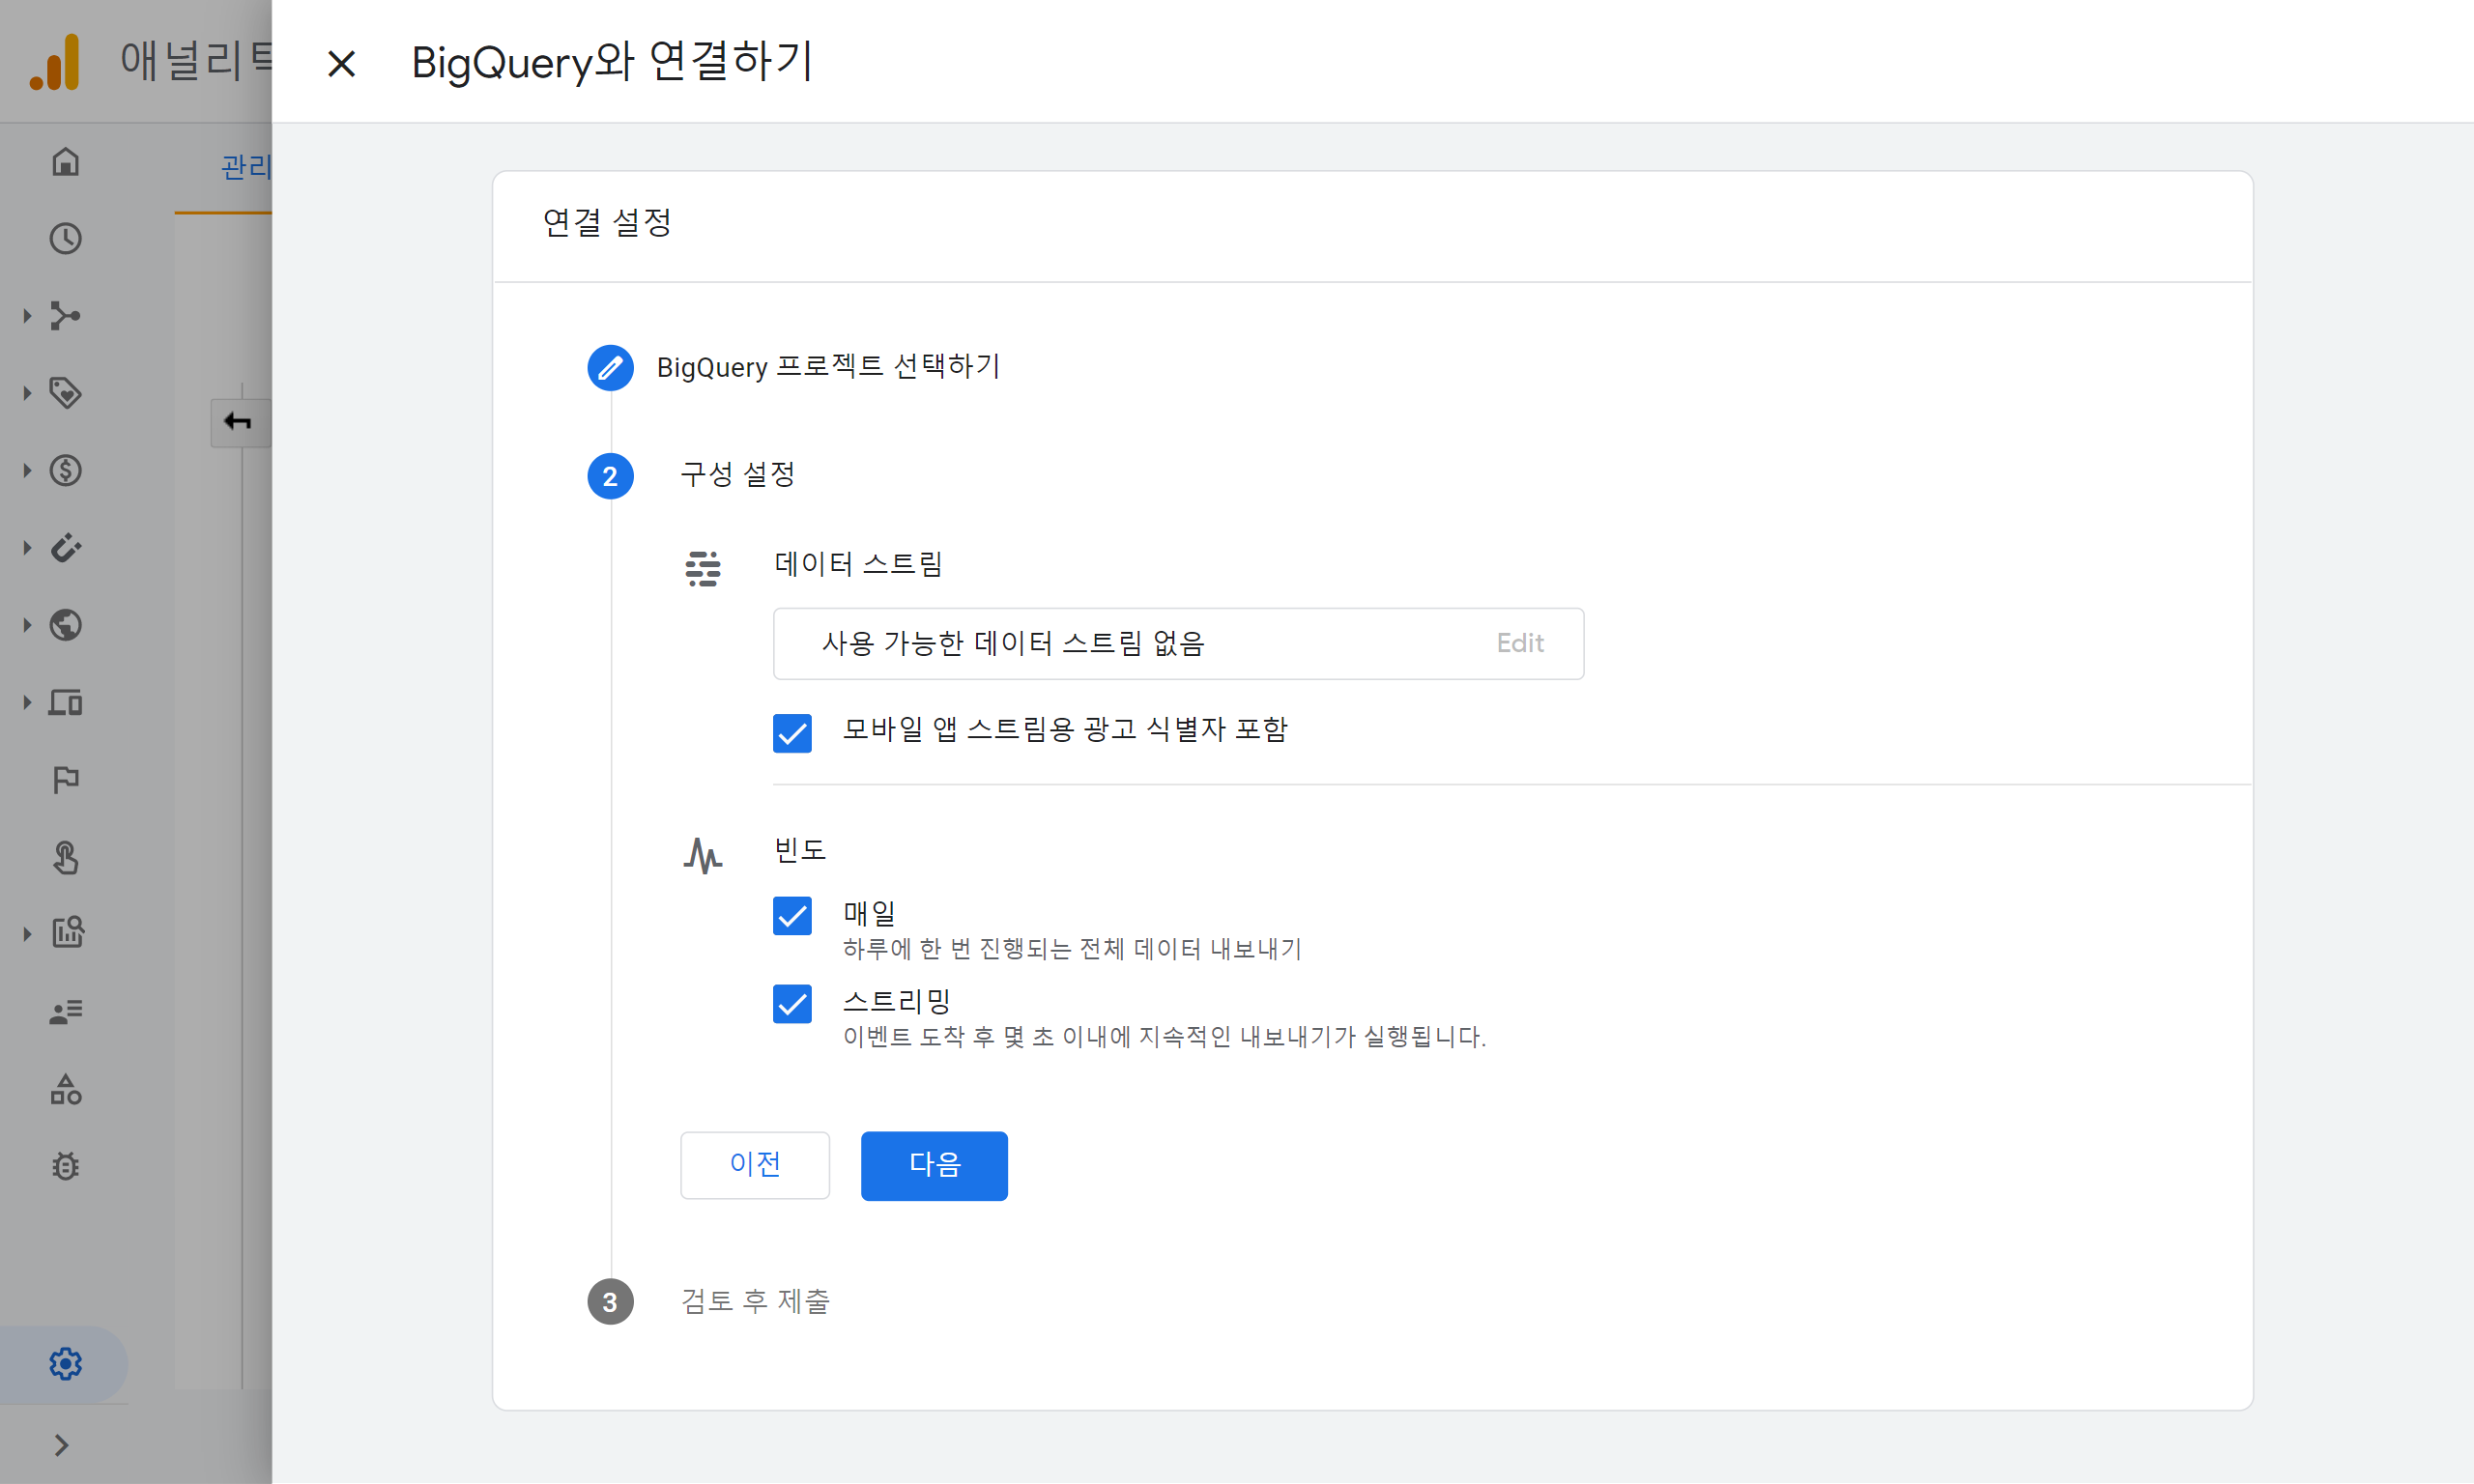 애널리틱
BigQuery와 연결하기
관리
연결 설정
BigQuery 프로젝트 선택하기
2 구성 설정
데이터 스트림
사용 가능한 데이터 스트림 없음 Edit
모바일 앱 스트림용 광고 식별자 포함
빈도
매일
하루에 한 번 진행되는 전체 데이터 내보내기
스트리밍
이벤트 도착 후 몇 초 이내에 지속적인 내보내기가 실행됩니다.
이전 다음
3 검토 후 제출